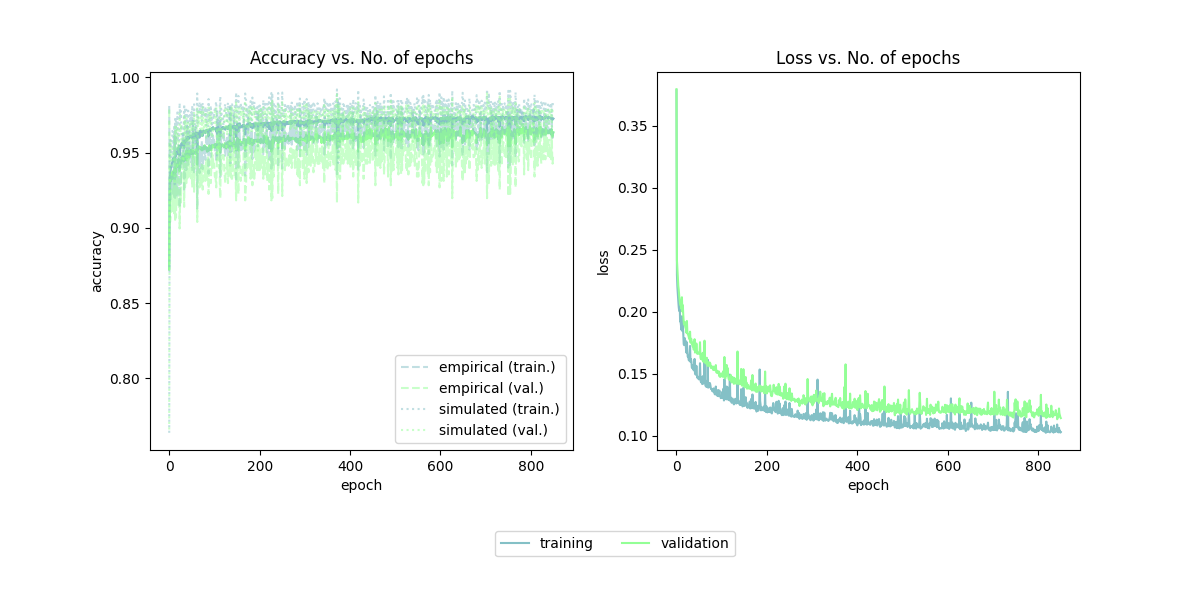 Accuracy vs. No. of epochs
1.00
0.95
0.90
0.85
0.80
accuracy
0
200
400
600
800
epoch
empirical (train.)
empirical (val.)
simulated (train.)
simulated (val.)
Loss vs. No. of epochs
0.35
0.30
0.25
0.20
0.15
0.10
loss
0
200
400
600
800
epoch
training
validation